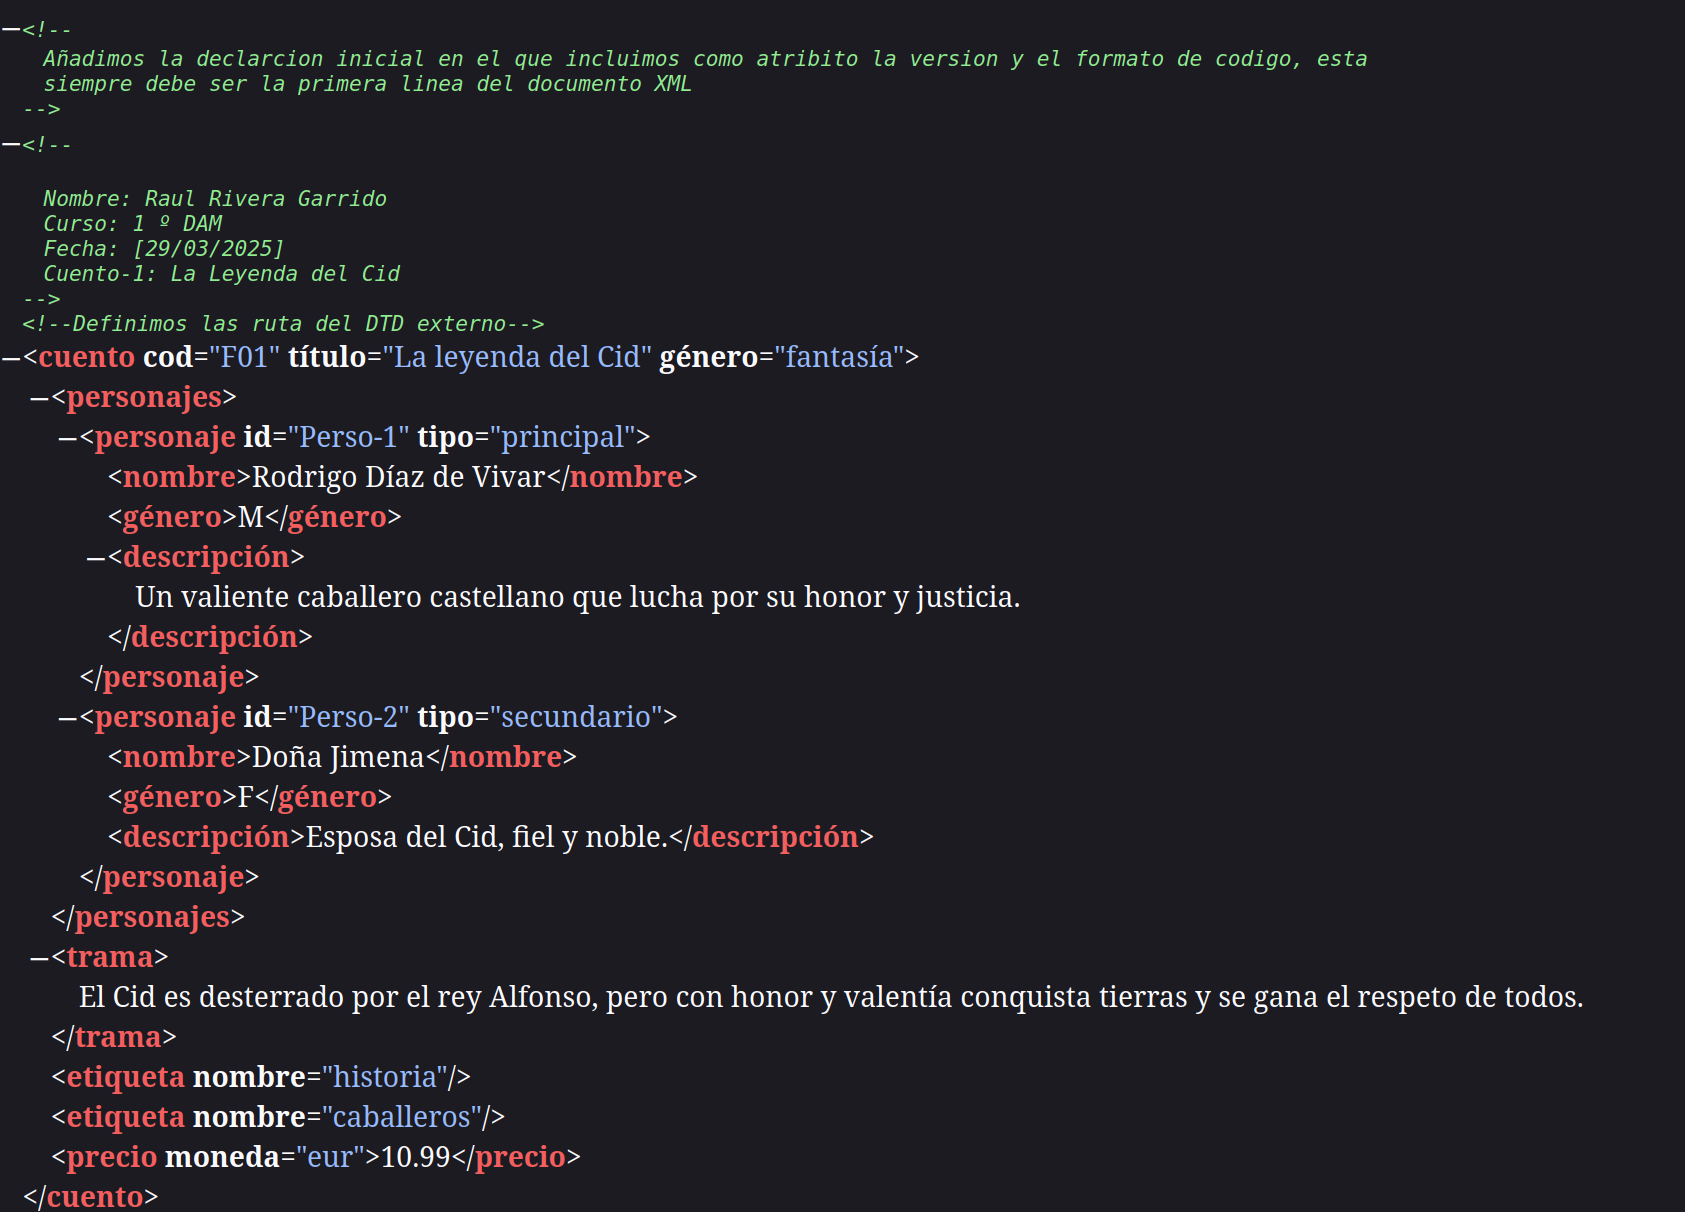 —<!--
Añadimos la declarcion inicial en el que incluimos como atribito la version y el formato de codigo, esta
siempre debe ser la primera linea del documento XML
-->
—<!--
Nombre: Raul Rivera Garrido
Curso: 1 º DAM
Fecha: [29/03/2025]
Cuento-1: La Leyenda del Cid
-->
<!--Definimos las ruta del DTD externo-->
—<cuento cod="F01" título="La leyenda del Cid" género="fantasía">
—<personajes>
—<personaje id="Perso-1" tipo="principal">
<nombre>Rodrigo Díaz de Vivar</nombre>
<género>M</género>
—<descripción>
Un valiente caballero castellano que lucha por su honor y justicia.
</descripción>
</personaje>
—<personaje id="Perso-2" tipo="secundario">
<nombre>Doña Jimena</nombre>
<género>F</género>
<descripción>Esposa del Cid, fiel y noble.</descripción>
</personaje>
</personajes>
—<trama>
El Cid es desterrado por el rey Alfonso, pero con honor y valentía conquista tierras y se gana el respeto de todos.
</trama>
<etiqueta nombre="historia"/>
<etiqueta nombre="caballeros"/>
<precio moneda="eur">10.99</precio>
</cuento>